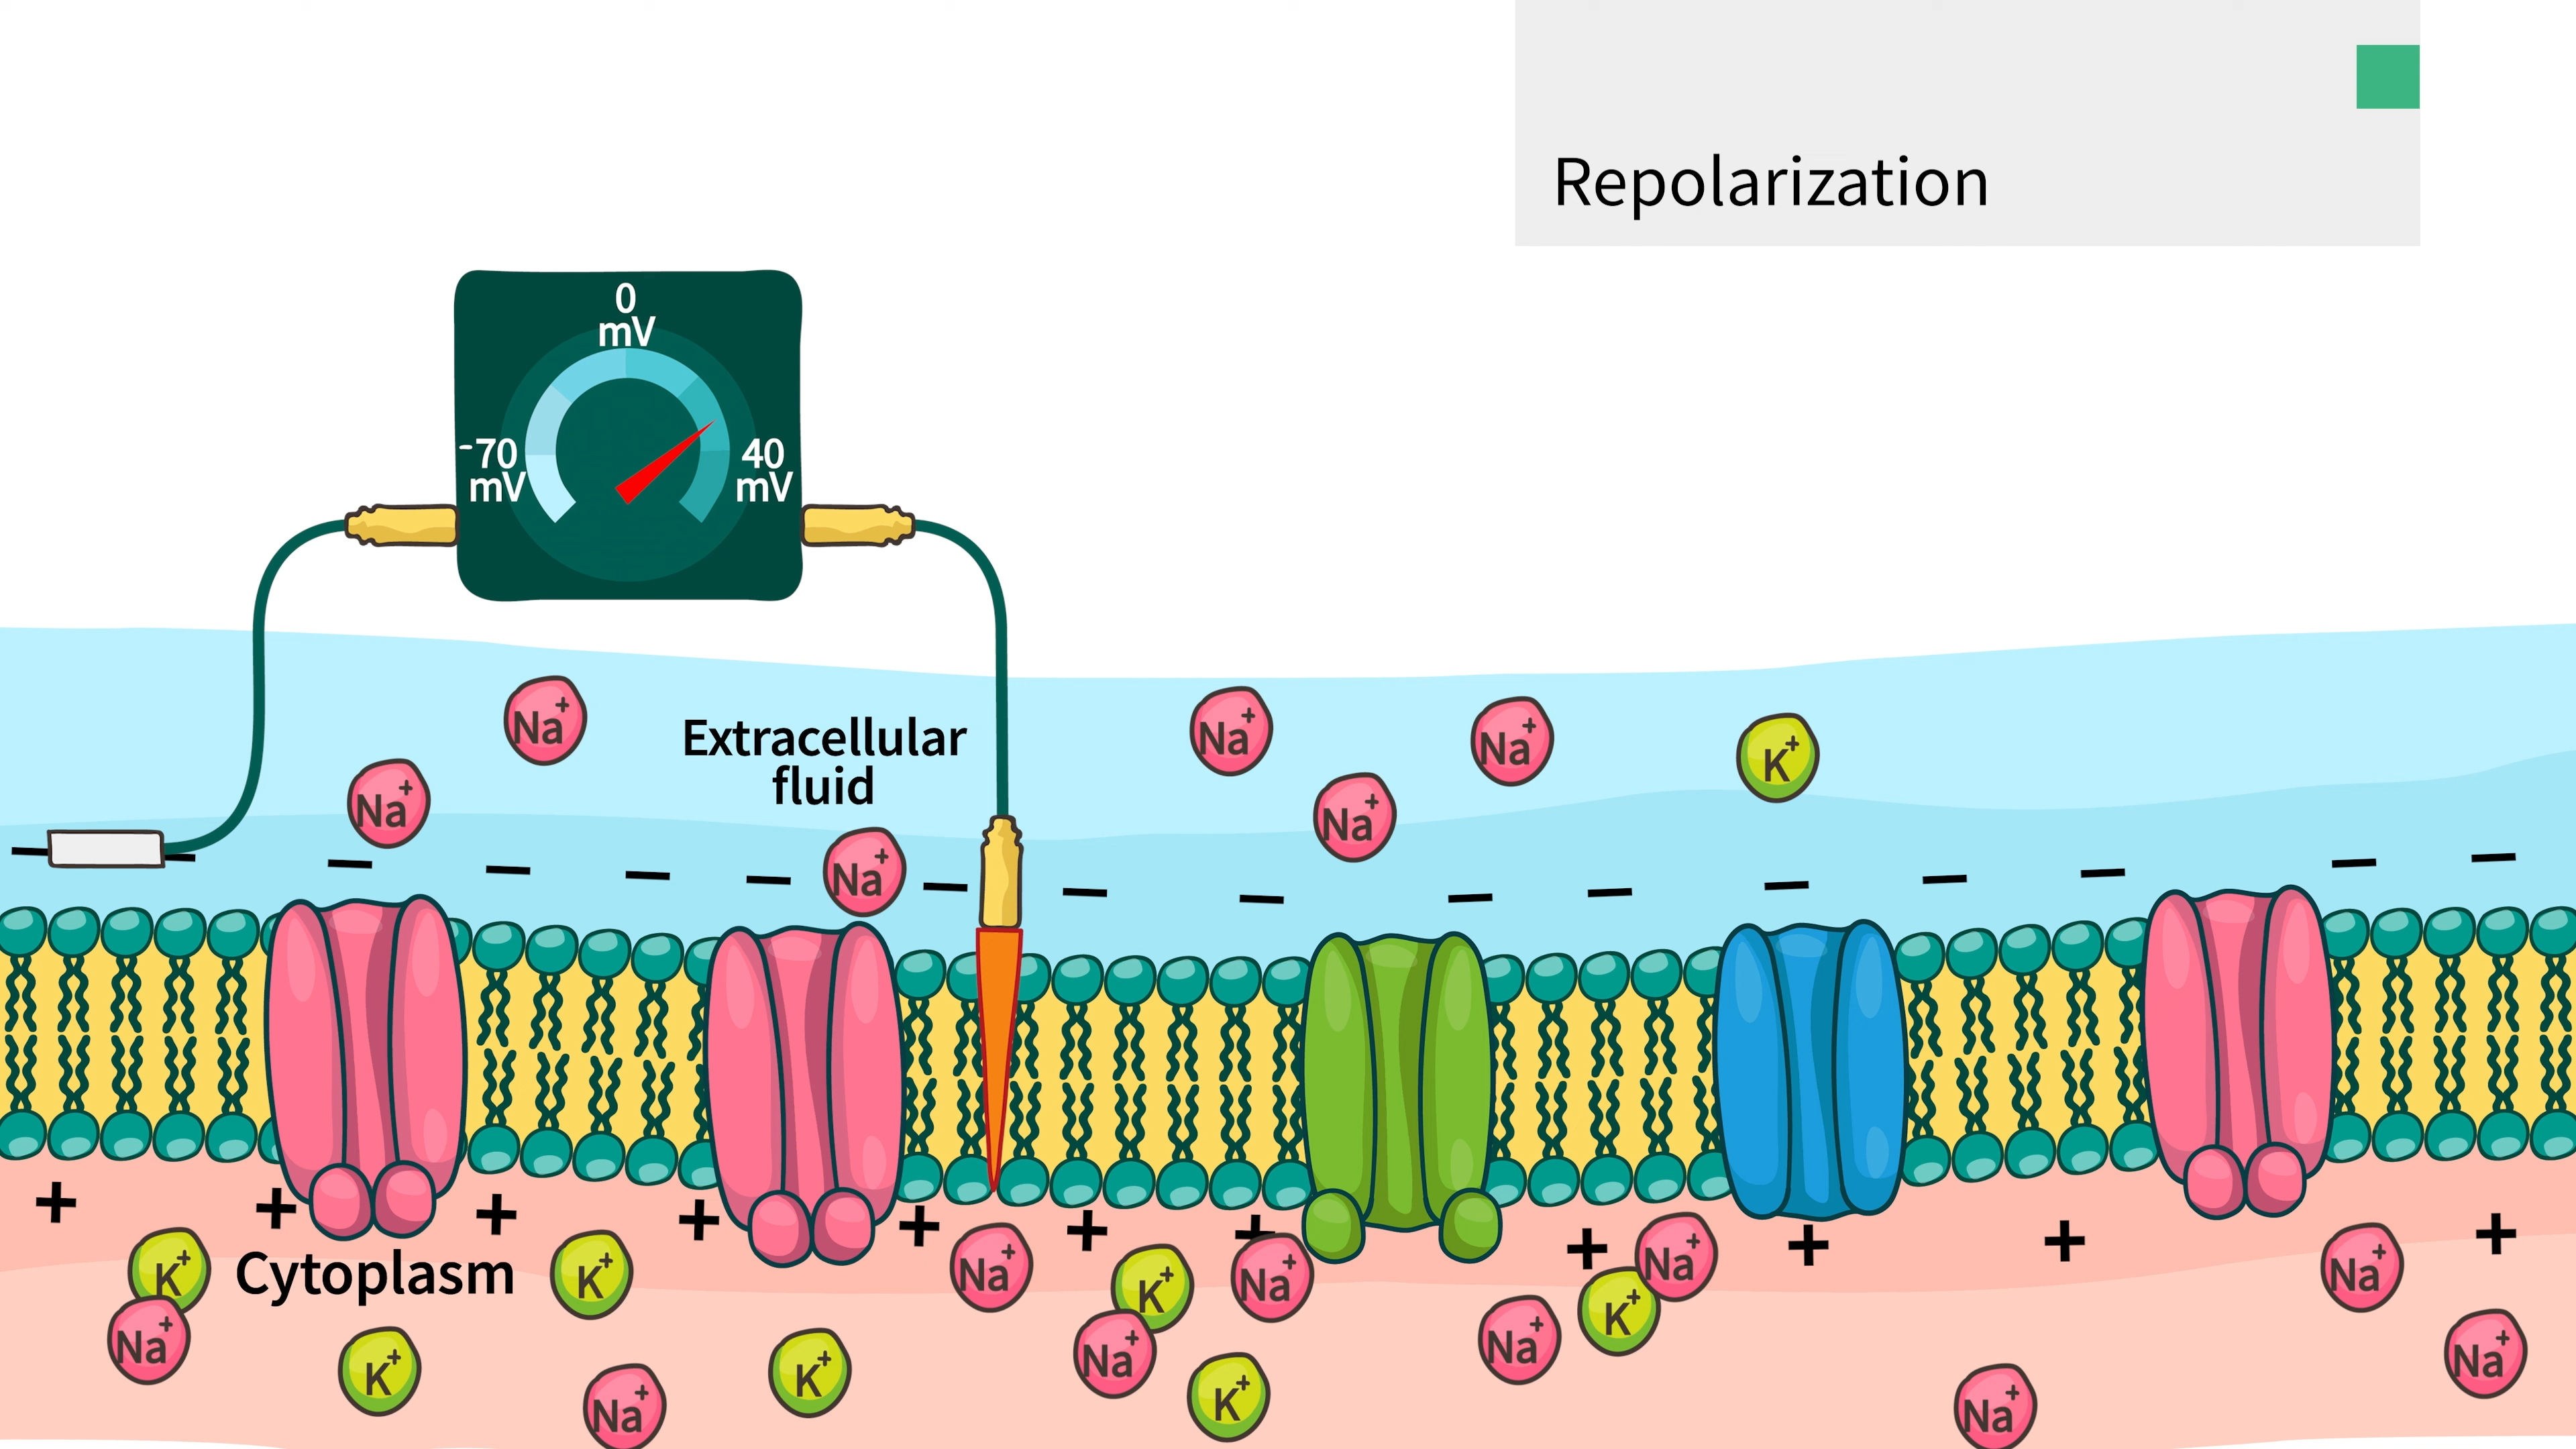 Repolarization
0
mV
-70
mV
40
mV
Na+
Na+
Na+
K+
Extracellular
fluid
Na+
Na+
Na+
- - - - - - - - - - - - - - - -
+ + + + + + + + + + +
Na+
K+
Na+
K+
K+
Na+
Na+
Cytoplasm
K+
Na+
Na+
Na+
Na+
K+
K+
K+
Na+
Na+